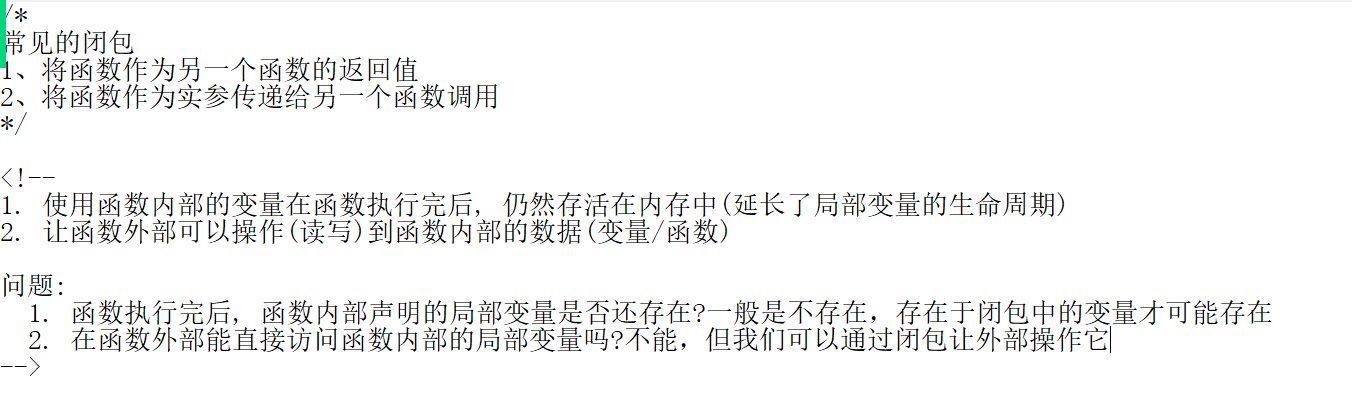 /*
常见的闭包
1、将函数作为另一个函数的返回值
2、将函数作为实参传递给另一个函数调用
*/
<!--
1. 使用函数内部的变量在函数执行完后, 仍然存活在内存中(延长了局部变量的生命周期)
2. 让函数外部可以操作(读写)到函数内部的数据(变量/函数)
问题:
1. 函数执行完后, 函数内部声明的局部变量是否还存在?一般是不存在，存在于闭包中的变量才可能存在
2. 在函数外部能直接访问函数内部的局部变量吗?不能，但我们可以通过闭包让外部操作它
-->